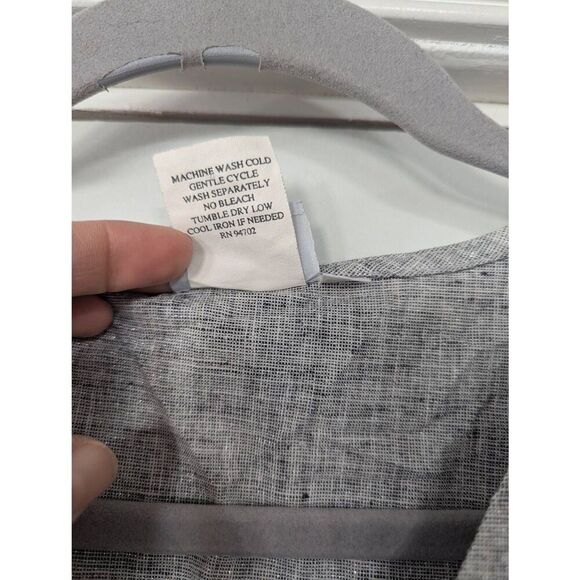 MACHINE WASH COLD
GENTLE CYCLE
WASH SEPARATELY
NO BLEACH
TUMBLE DRY LOW
COOL IRON IF NEEDED
RN 94702